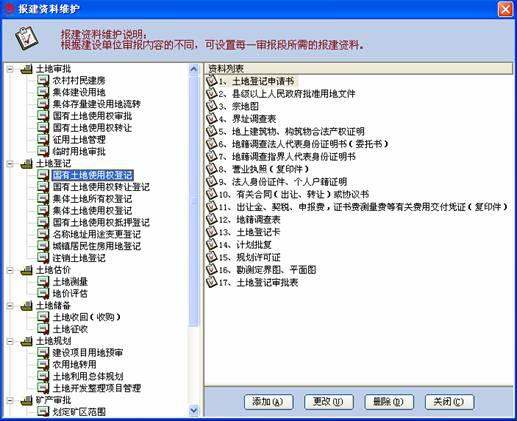 报建资料维护
报建资料维护说明:
根据建设单位审报内容的不同，可设置每一审报段所需的报建资料。
土地审批
农村村民建房
集体建设用地
集体存量建设用地流转
国有土地使用权审批
国有土地使用权转让
征用土地管理
临时用地审批
土地登记
国有土地使用权登记
国有土地使用权转让登记
集体土地所有权登记
集体土地使用权登记
国有土地使用权抵押登记
名称地址用途变更登记
城镇居民住房用地登记
注销土地登记
土地估价
土地测量
地价评估
土地储备
土地收回(收购)
土地征收
土地规划
建设项目用地预审
农用地转用
土地利用总体规划
土地开发整理项目管理
矿产审批
划定矿区范围
资料列表
1、土地登记申请书
2、县级以上人民政府批准用地文件
3、宗地图
4、界址调查表
5、地上建筑物、构筑物合法产权证明
6、地籍调查法人代表身份证明书(委托书)
7、地籍调查指界人代表身份证明书
8、营业执照(复印件)
9、法人身份证件、个人户籍证明
10、有关合同(出让、转让)或协议书
11、出让金、契税、申报费，证书费测量费等有关费用交付凭证(复印件)
12、地籍调查表
13、土地登记卡
14、计划批复
15、规划许可证
16、勘测定界图、平面图
17、土地登记审批表
添加(A)
更改(U)
删除(D)
关闭(C)